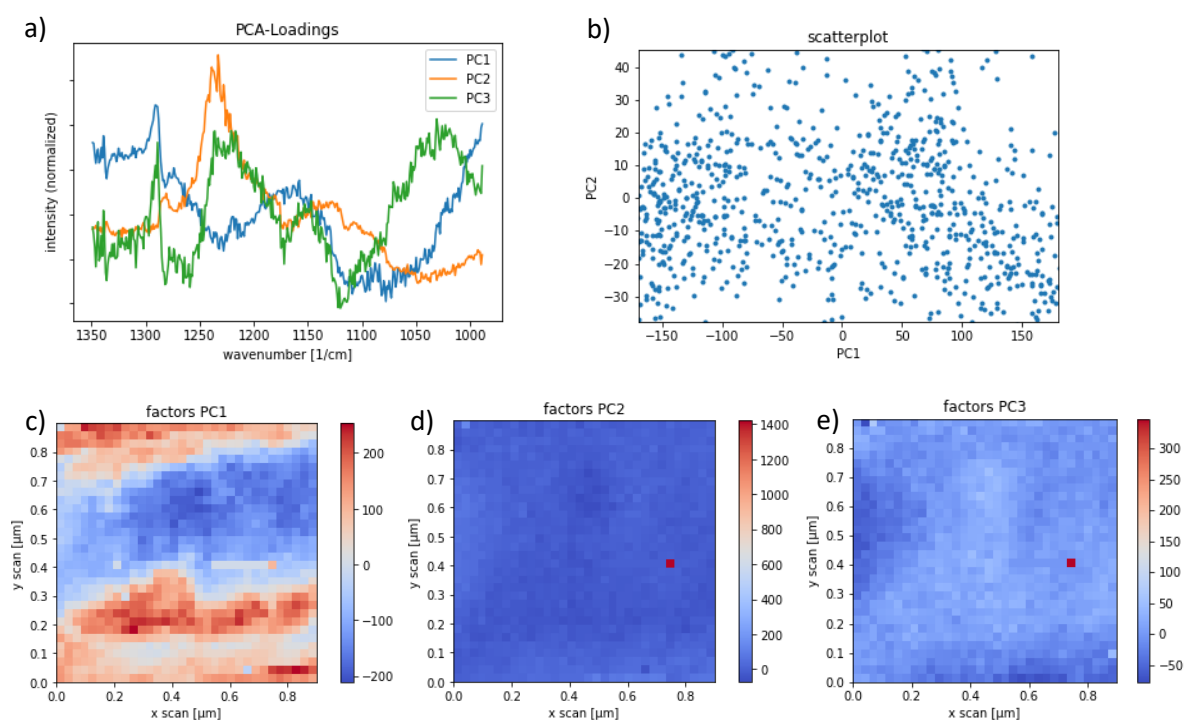 a)
PCA-Loadings
PC1
PC2
PC3
intensity (normalized)
1350 1300 1250 1200 1150 1100 1050 1000
wavenumber [1/cm]
b)
scatterplot
PC2
40
30
20
10
0
−10
−20
−30
−150 −100 −50 0 50 100 150
PC1
c)
factors PC1
y scan [µm]
0.8
0.7
0.6
0.5
0.4
0.3
0.2
0.1
0.0
0.0 0.2 0.4 0.6 0.8
x scan [µm]
200
100
0
−100
−200
d)
factors PC2
y scan [µm]
0.8
0.7
0.6
0.5
0.4
0.3
0.2
0.1
0.0
0.0 0.2 0.4 0.6 0.8
x scan [µm]
1400
1200
1000
800
600
400
200
0
e)
factors PC3
y scan [µm]
0.8
0.7
0.6
0.5
0.4
0.3
0.2
0.1
0.0
0.0 0.2 0.4 0.6 0.8
x scan [µm]
300
250
200
150
100
50
0
−50